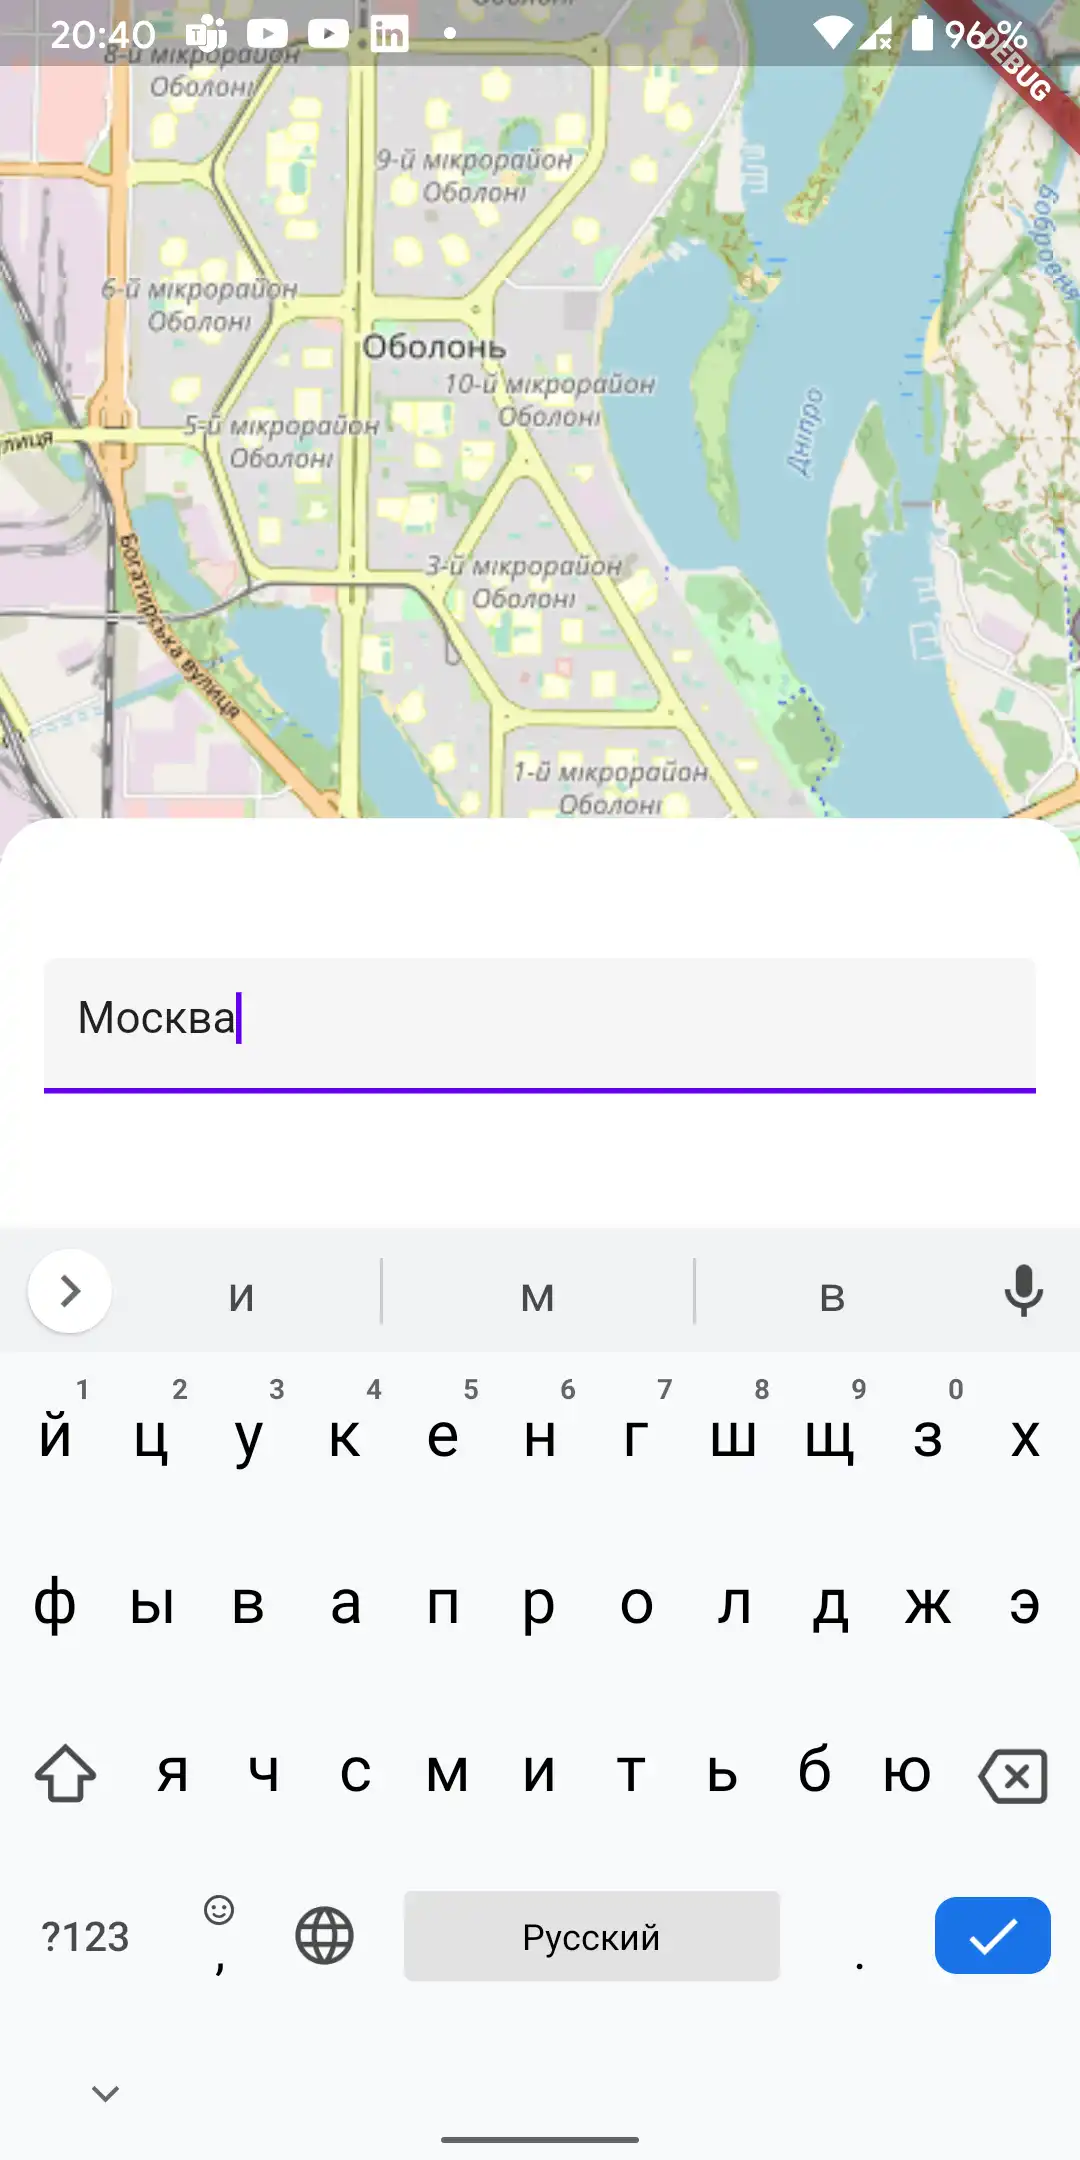 20:40
96%
DEBUG
Оболоні
8-й мікрорайон
Оболоні
9-й мікрорайон
Оболоні
6-й мікрорайон
Оболоні
Оболонь
10-й мікрорайон
Оболоні
5-й мікрорайон
Оболоні
лиця
Дніпро
Богатирська вулиця
3-й мікрорайон
Оболоні
1-й мікрорайон
Оболоні
Москва
и м в
1 2 3 4 5 6 7 8 9 0
й ц у к е н г ш щ з х
ф ы в а п р о л д ж э
я ч с м и т ь б ю
?123 , Русский .